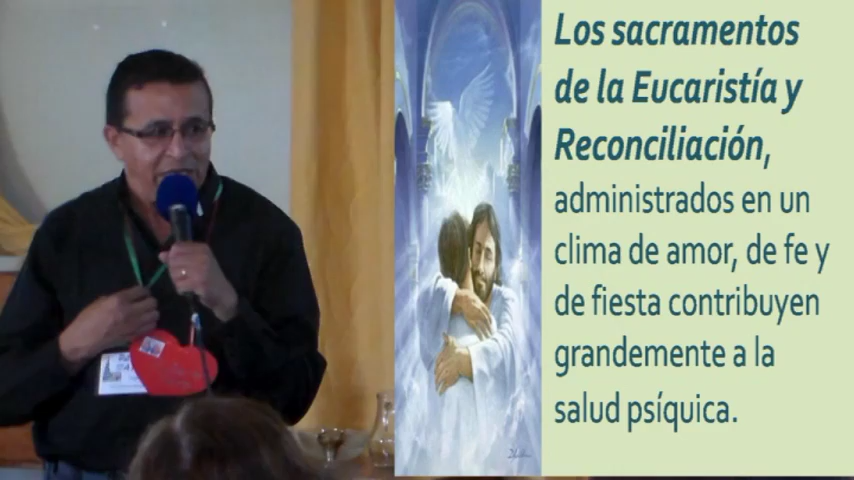 Los sacramentos
de la Eucaristía y
Reconciliación,
administrados en un
clima de amor, de fe y
de fiesta contribuyen
grandemente a la
salud psíquica.